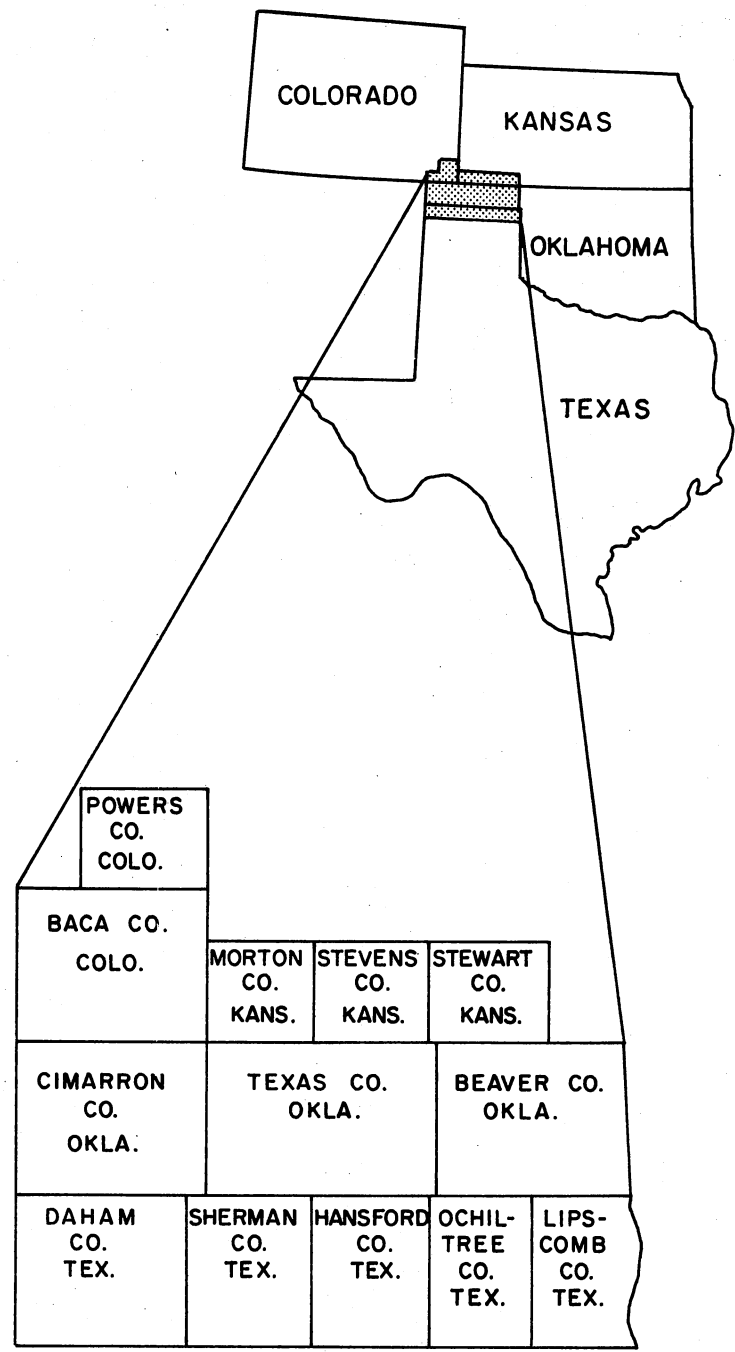 COLORADO
KANSAS
OKLAHOMA
TEXAS
POWERS
CO.
COLO.
BACA CO.
COLO.
MORTON
CO.
KANS.
STEVENS
CO.
KANS.
STEWART
CO.
KANS.
CIMARRON
CO.
OKLA.
TEXAS CO.
OKLA.
BEAVER CO.
OKLA.
DAHAM
CO.
TEX.
SHERMAN
CO.
TEX.
HANSFORD
CO.
TEX.
OCHIL-
TREE
CO.
TEX.
LIPS-
COMB
CO.
TEX.